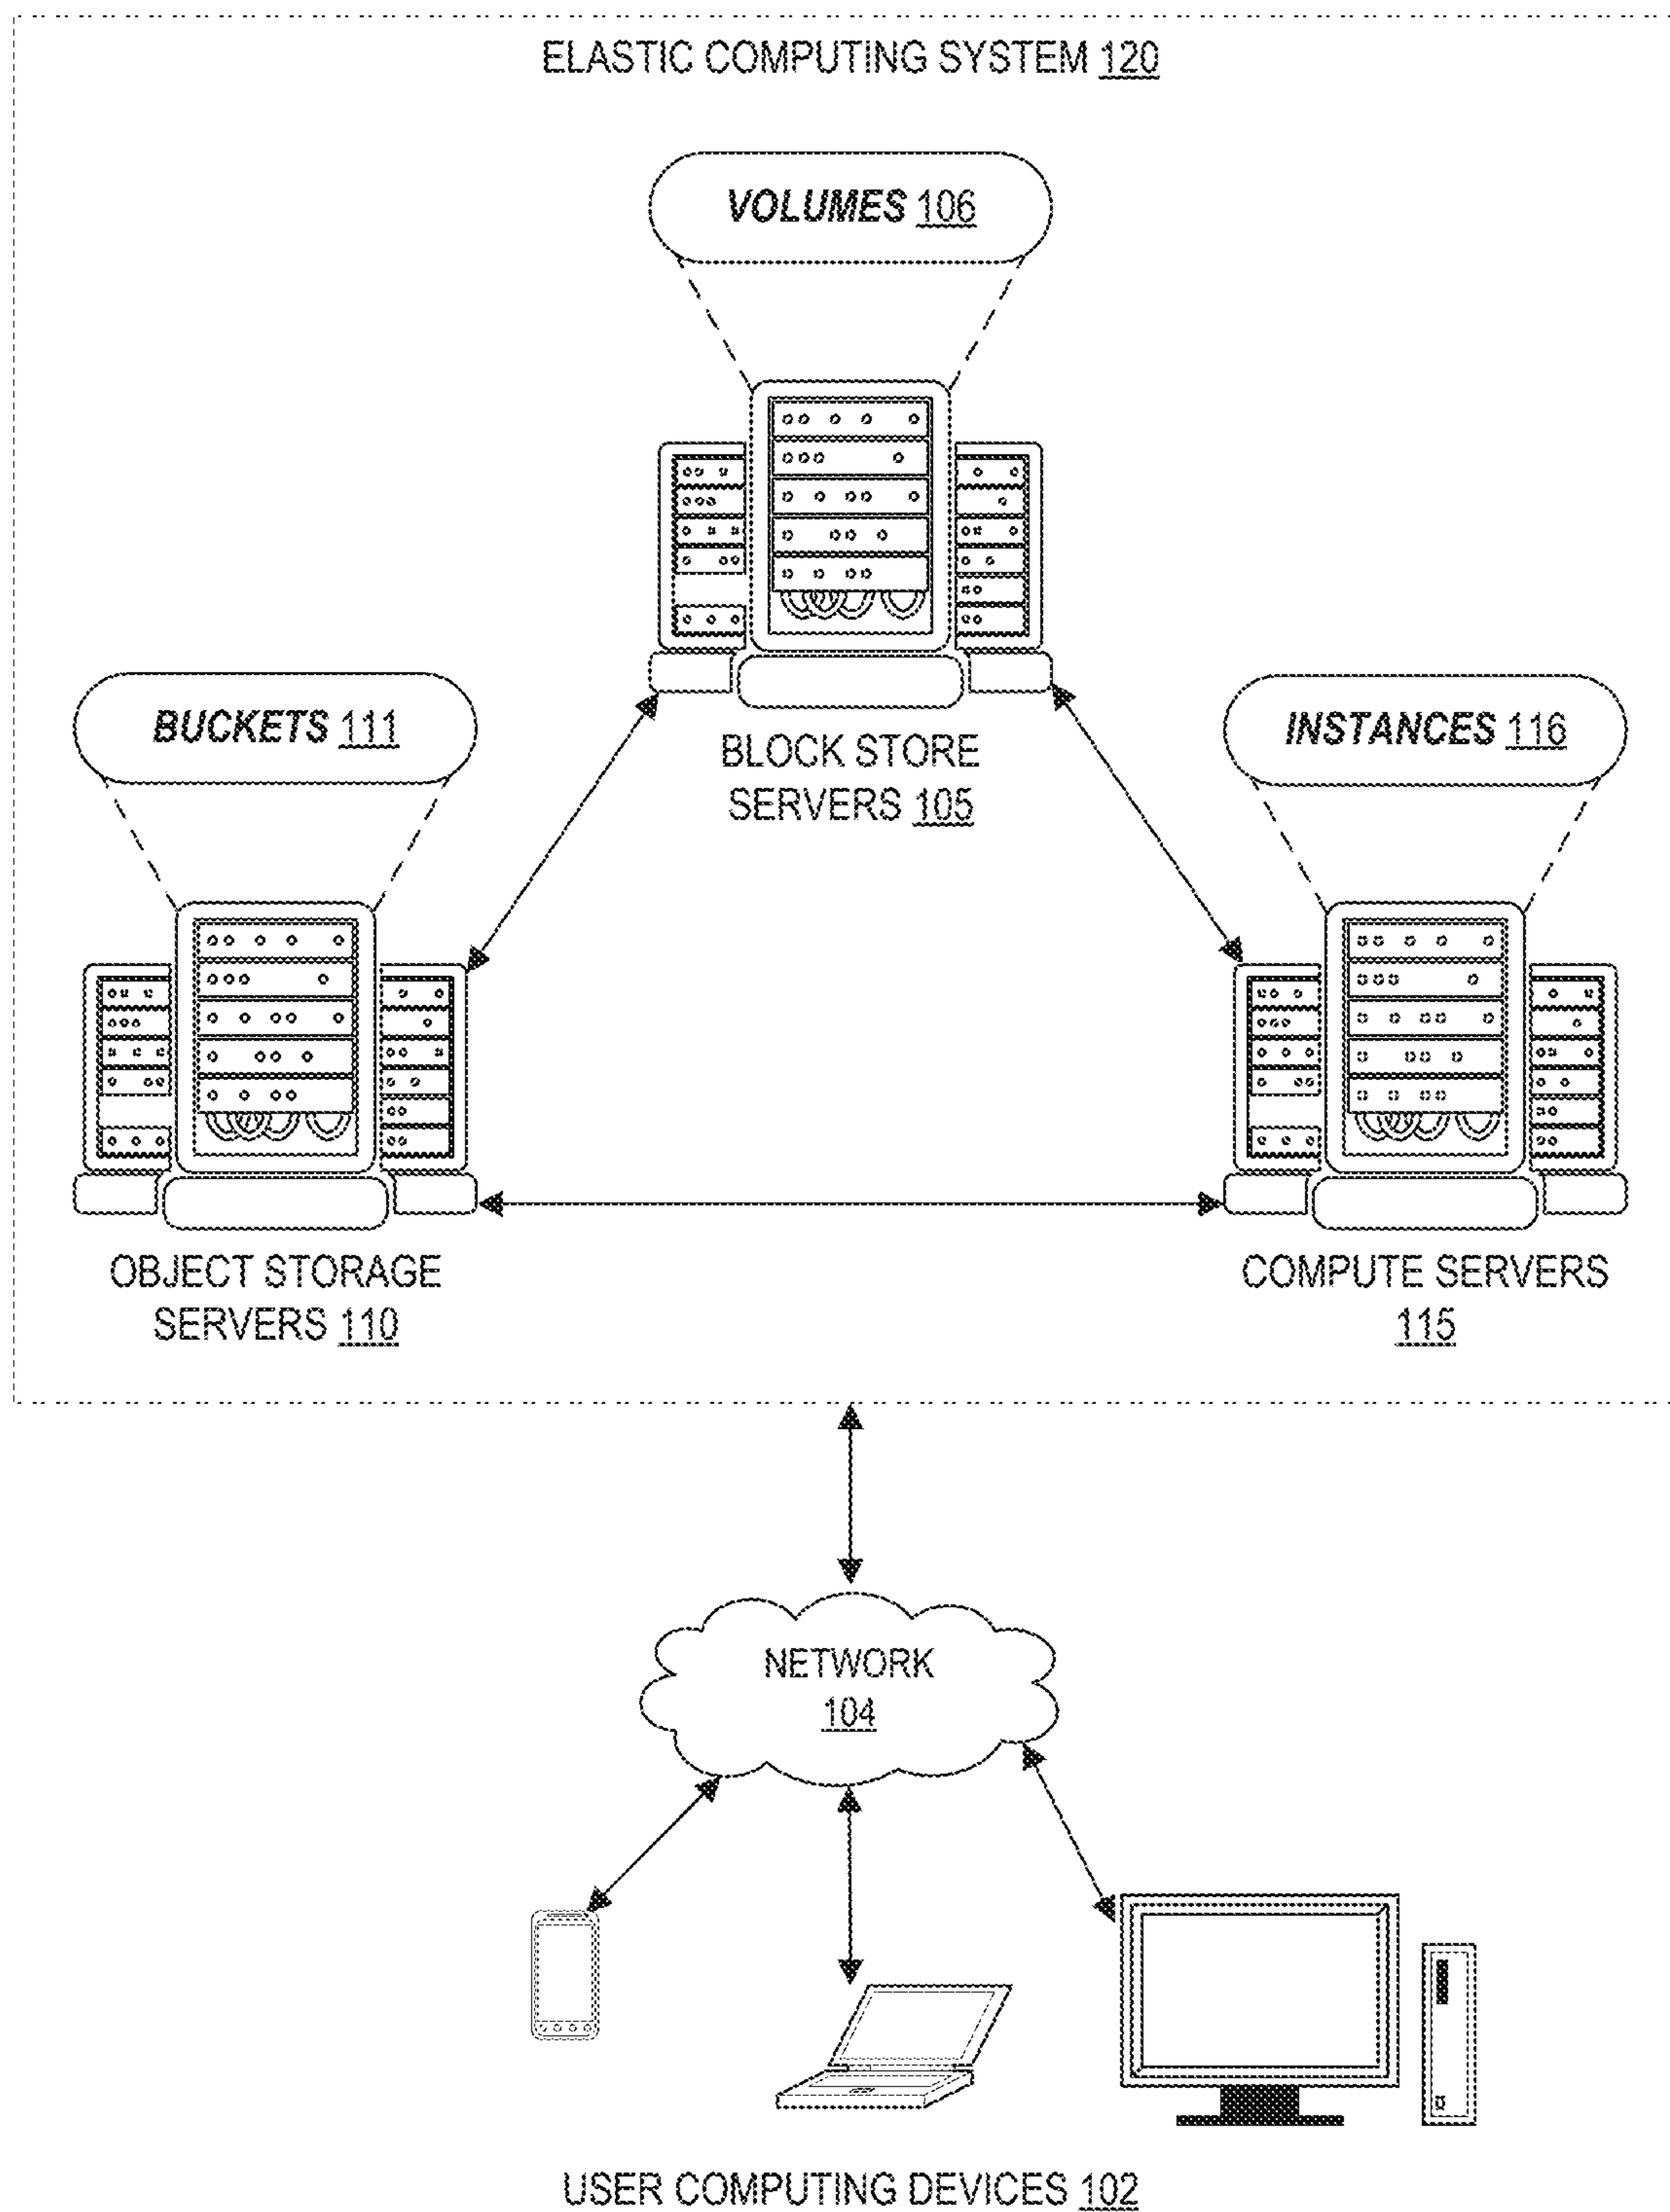 ELASTIC COMPUTING SYSTEM 120
VOLUMES 106
BLOCK STORE
SERVERS 105
BUCKETS 111
INSTANCES 116
OBJECT STORAGE
SERVERS 110
COMPUTE SERVERS
115
NETWORK
104
USER COMPUTING DEVICES 102